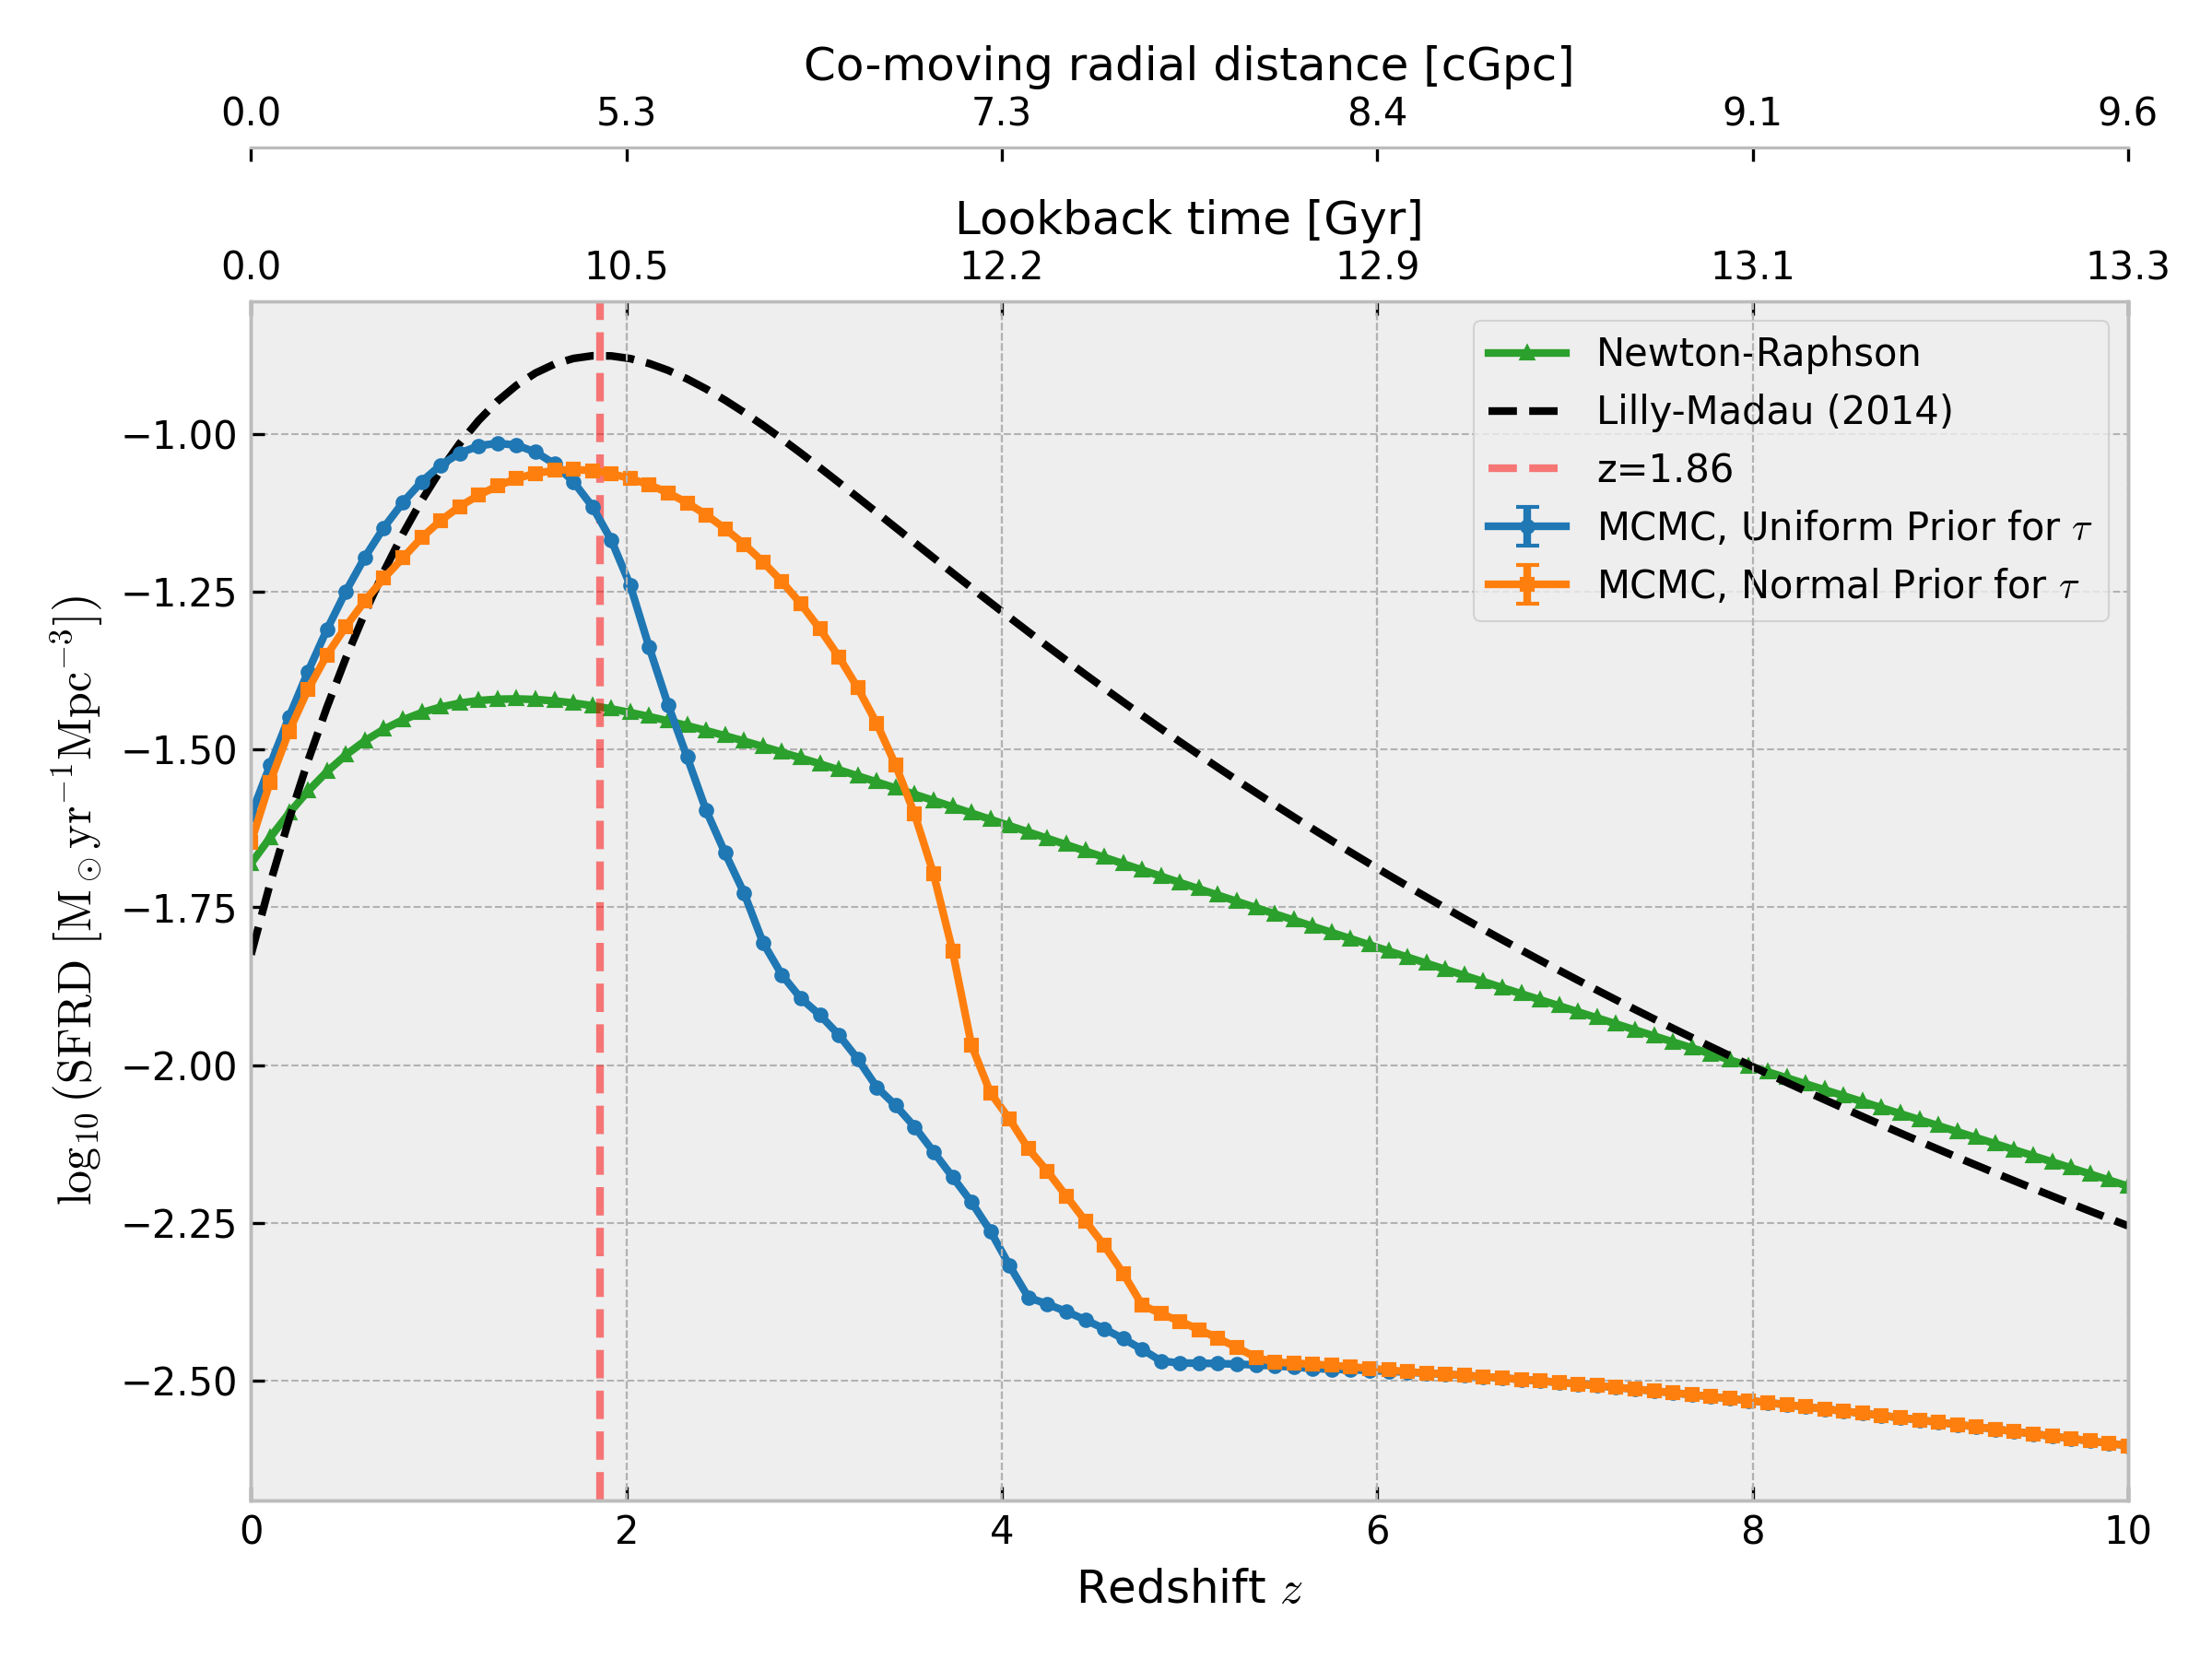 Co-moving radial distance [cGpc]
0.0 5.3 7.3 8.4 9.1 9.6
Lookback time [Gyr]
0.0 10.5 12.2 12.9 13.1 13.3
Newton-Raphson
Lilly-Madau (2014)
z=1.86
MCMC, Uniform Prior for τ
MCMC, Normal Prior for τ
log₁₀(SFRD [M⊙yr⁻¹Mpc⁻³])
−1.00
−1.25
−1.50
−1.75
−2.00
−2.25
−2.50
0 2 4 6 8 10
Redshift z